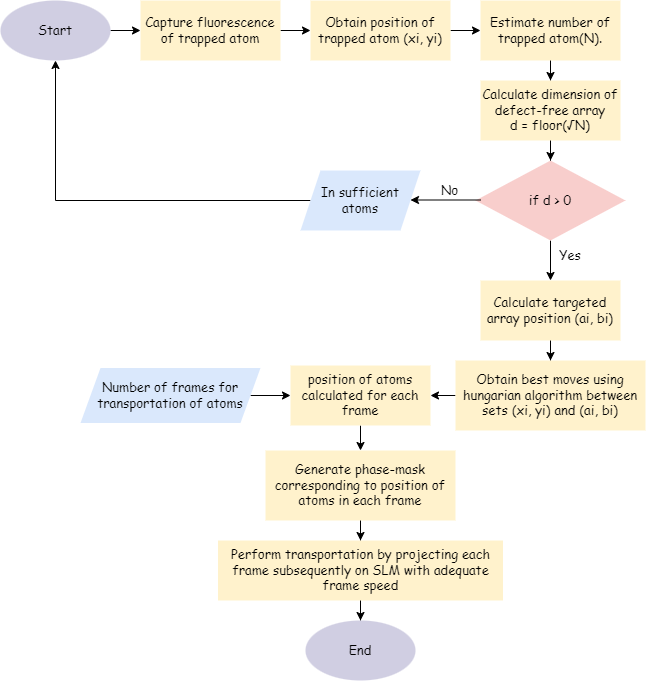 Start
Capture fluorescence
of trapped atom
Obtain position of
trapped atom (xi, yi)
Estimate number of
trapped atom(N).
Calculate dimension of
defect-free array
d = floor(√N)
if d > 0
No
In sufficient
atoms
Yes
Calculate targeted
array position (ai, bi)
Obtain best moves using
hungarian algorithm between
sets (xi, yi) and (ai, bi)
position of atoms
calculated for each
frame
Number of frames for
transportation of atoms
Generate phase-mask
corresponding to position of
atoms in each frame
Perform transportation by projecting each
frame subsequently on SLM with adequate
frame speed
End